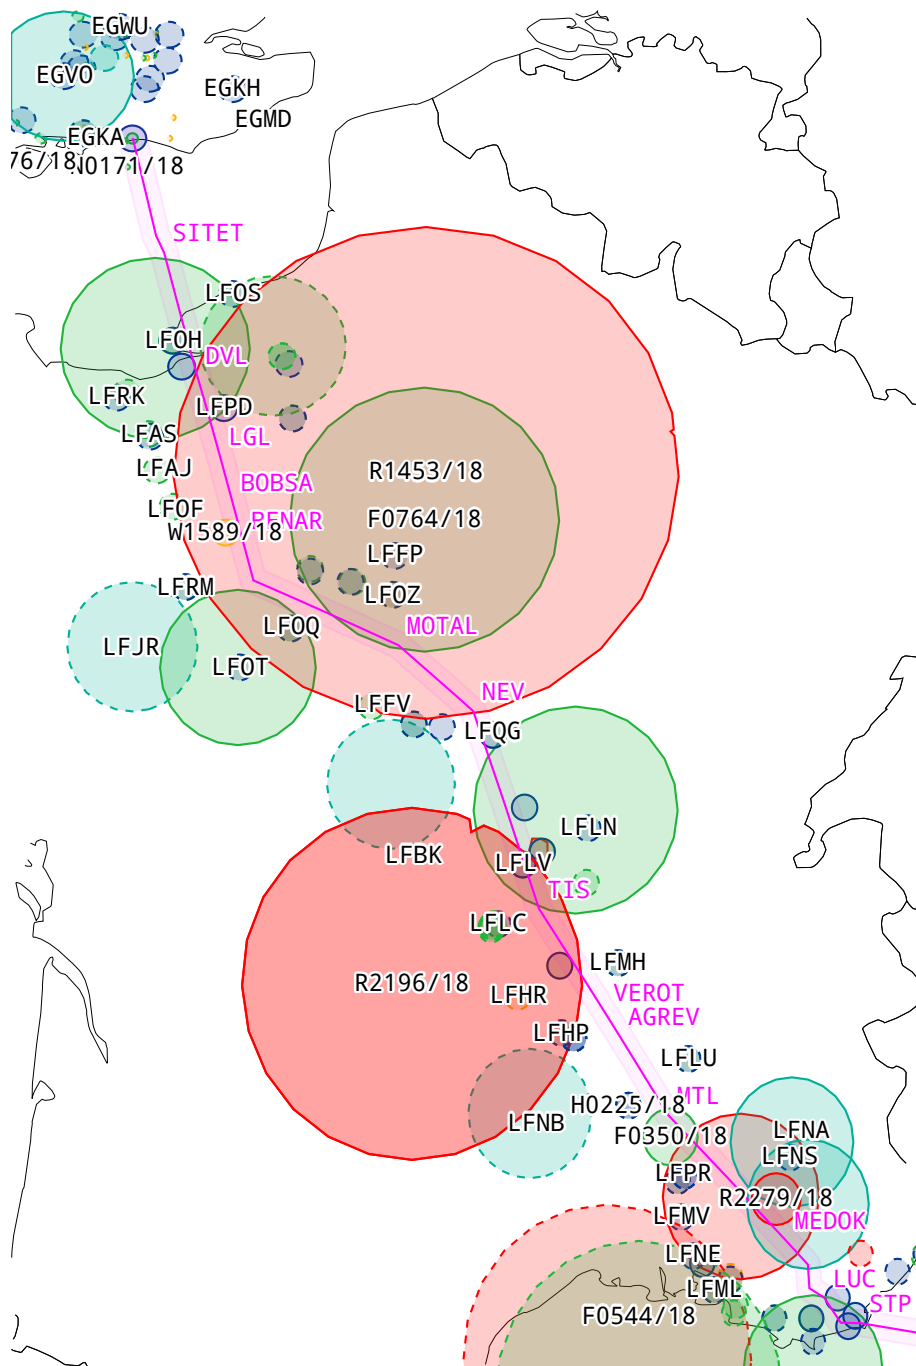 EGWU
EGVO
EGKH
EGMD
EGKA
76/18
N0171/18
SITET
LFOS
LFOH
DVL
LFRK
LFPD
LFAS
LGL
LFAJ
R1453/18
BOBSA
LFOF
F0764/18
BENAR
W1589/18
LFFP
LFRM
LFOZ
LFOQ
MOTAL
LFJR
LFOT
NEV
LFFV
LFQG
LFLN
LFBK
LFLV
TIS
LFLC
LFMH
R2196/18
VEROT
LFHR
AGREV
LFHP
LFLU
MTL
H0225/18
LFNB
LFNA
F0350/18
LFNS
LFPR
R2279/18
LFMV
MEDOK
LFNE
LUC
LFML
STP
F0544/18